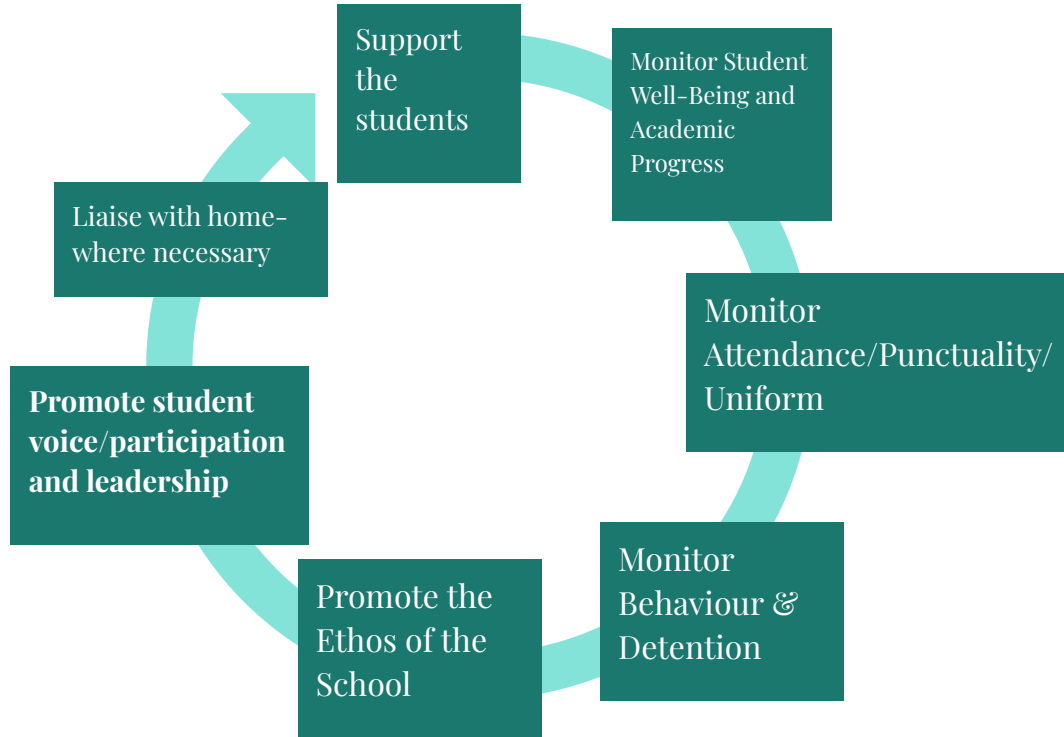 Support
the
students
Monitor Student
Well-Being and
Academic
Progress
Monitor
Attendance/Punctuality/
Uniform
Monitor
Behaviour &
Detention
Promote the
Ethos of the
School
Promote student
voice/participation
and leadership
Liaise with home-
where necessary